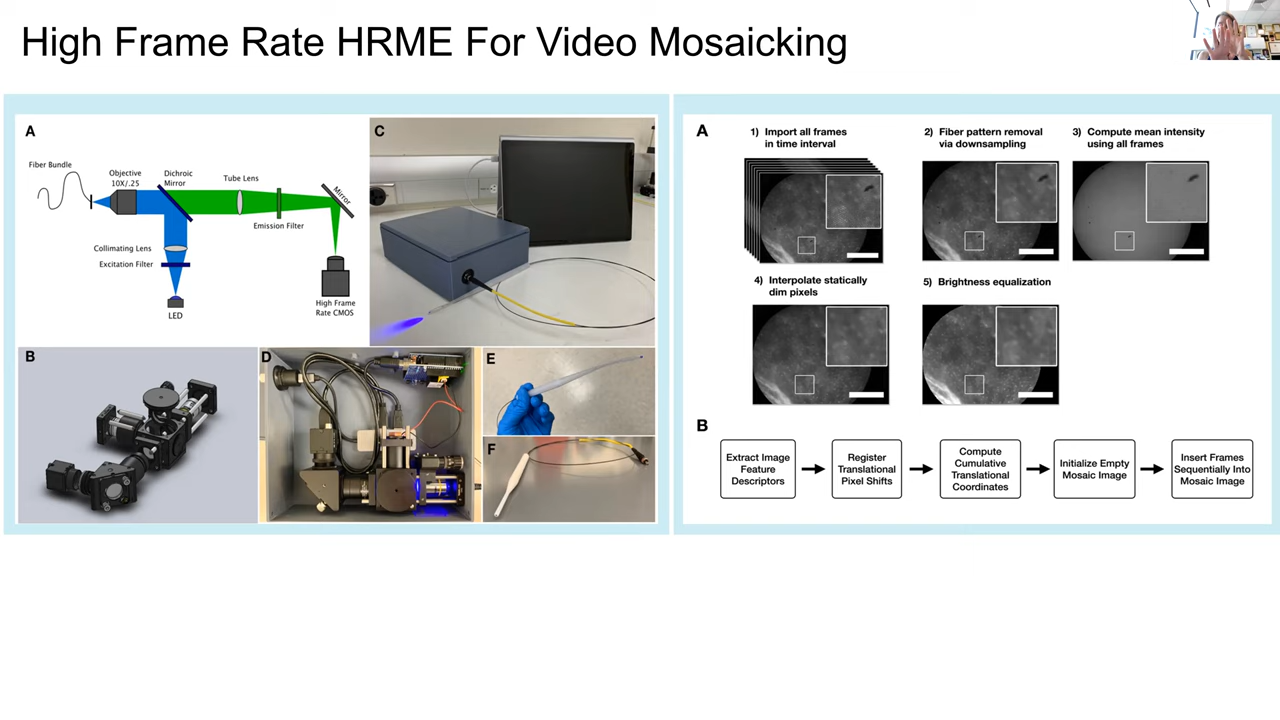 High Frame Rate HRME For Video Mosaicking
A
Fiber Bundle
Objective
10X/.25
Dichroic
Mirror
Tube Lens
Mirror
Emission Filter
Collimating Lens
Excitation Filter
LED
High Frame
Rate CMOS
C
B
D
E
F
A
1) Import all frames
in time interval
2) Fiber pattern removal
via downsampling
3) Compute mean intensity
using all frames
4) Interpolate statically
dim pixels
5) Brightness equalization
B
Extract Image
Feature
Descriptors
Register
Translational
Pixel Shifts
Compute
Cumulative
Translational
Coordinates
Initialize Empty
Mosaic Image
Insert Frames
Sequentially Into
Mosaic Image